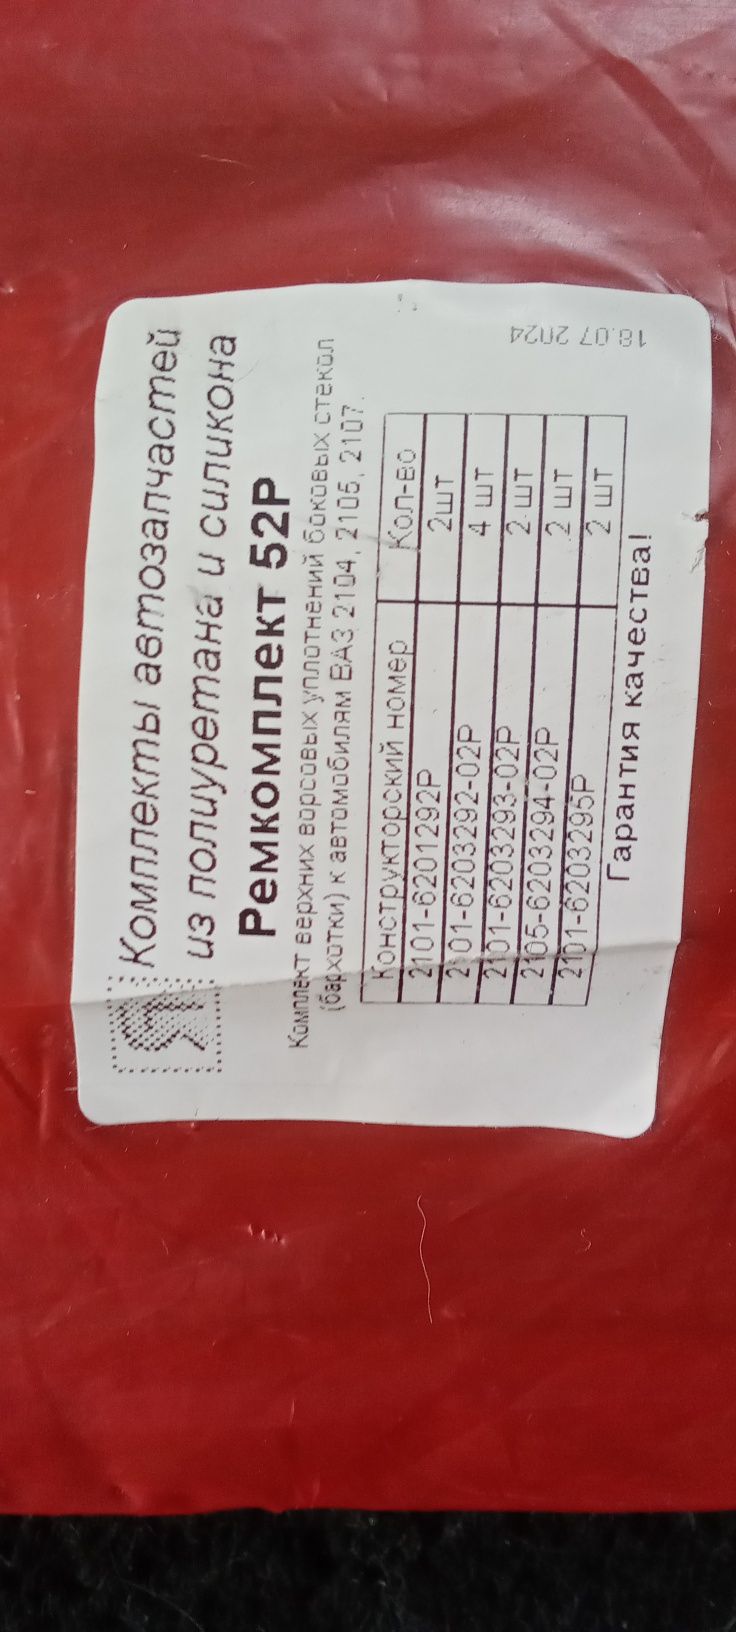 Я
Комплекты автозапчастей
из полиуретана и силикона
Ремкомплект 52Р
Комплект верхних ворсовых уплотнений боковых стекол
(бархотки) к автомобилям ВАЗ 2104, 2105, 2107.
Конструкторский номер Кол-во
2101-6201292Р 2шт
2101-6203292-02Р 4 шт
2101-6203293-02Р 2 шт
2105-6203294-02Р 2 шт
2101-6203295Р 2 шт
Гарантия качества!
18.07.2024